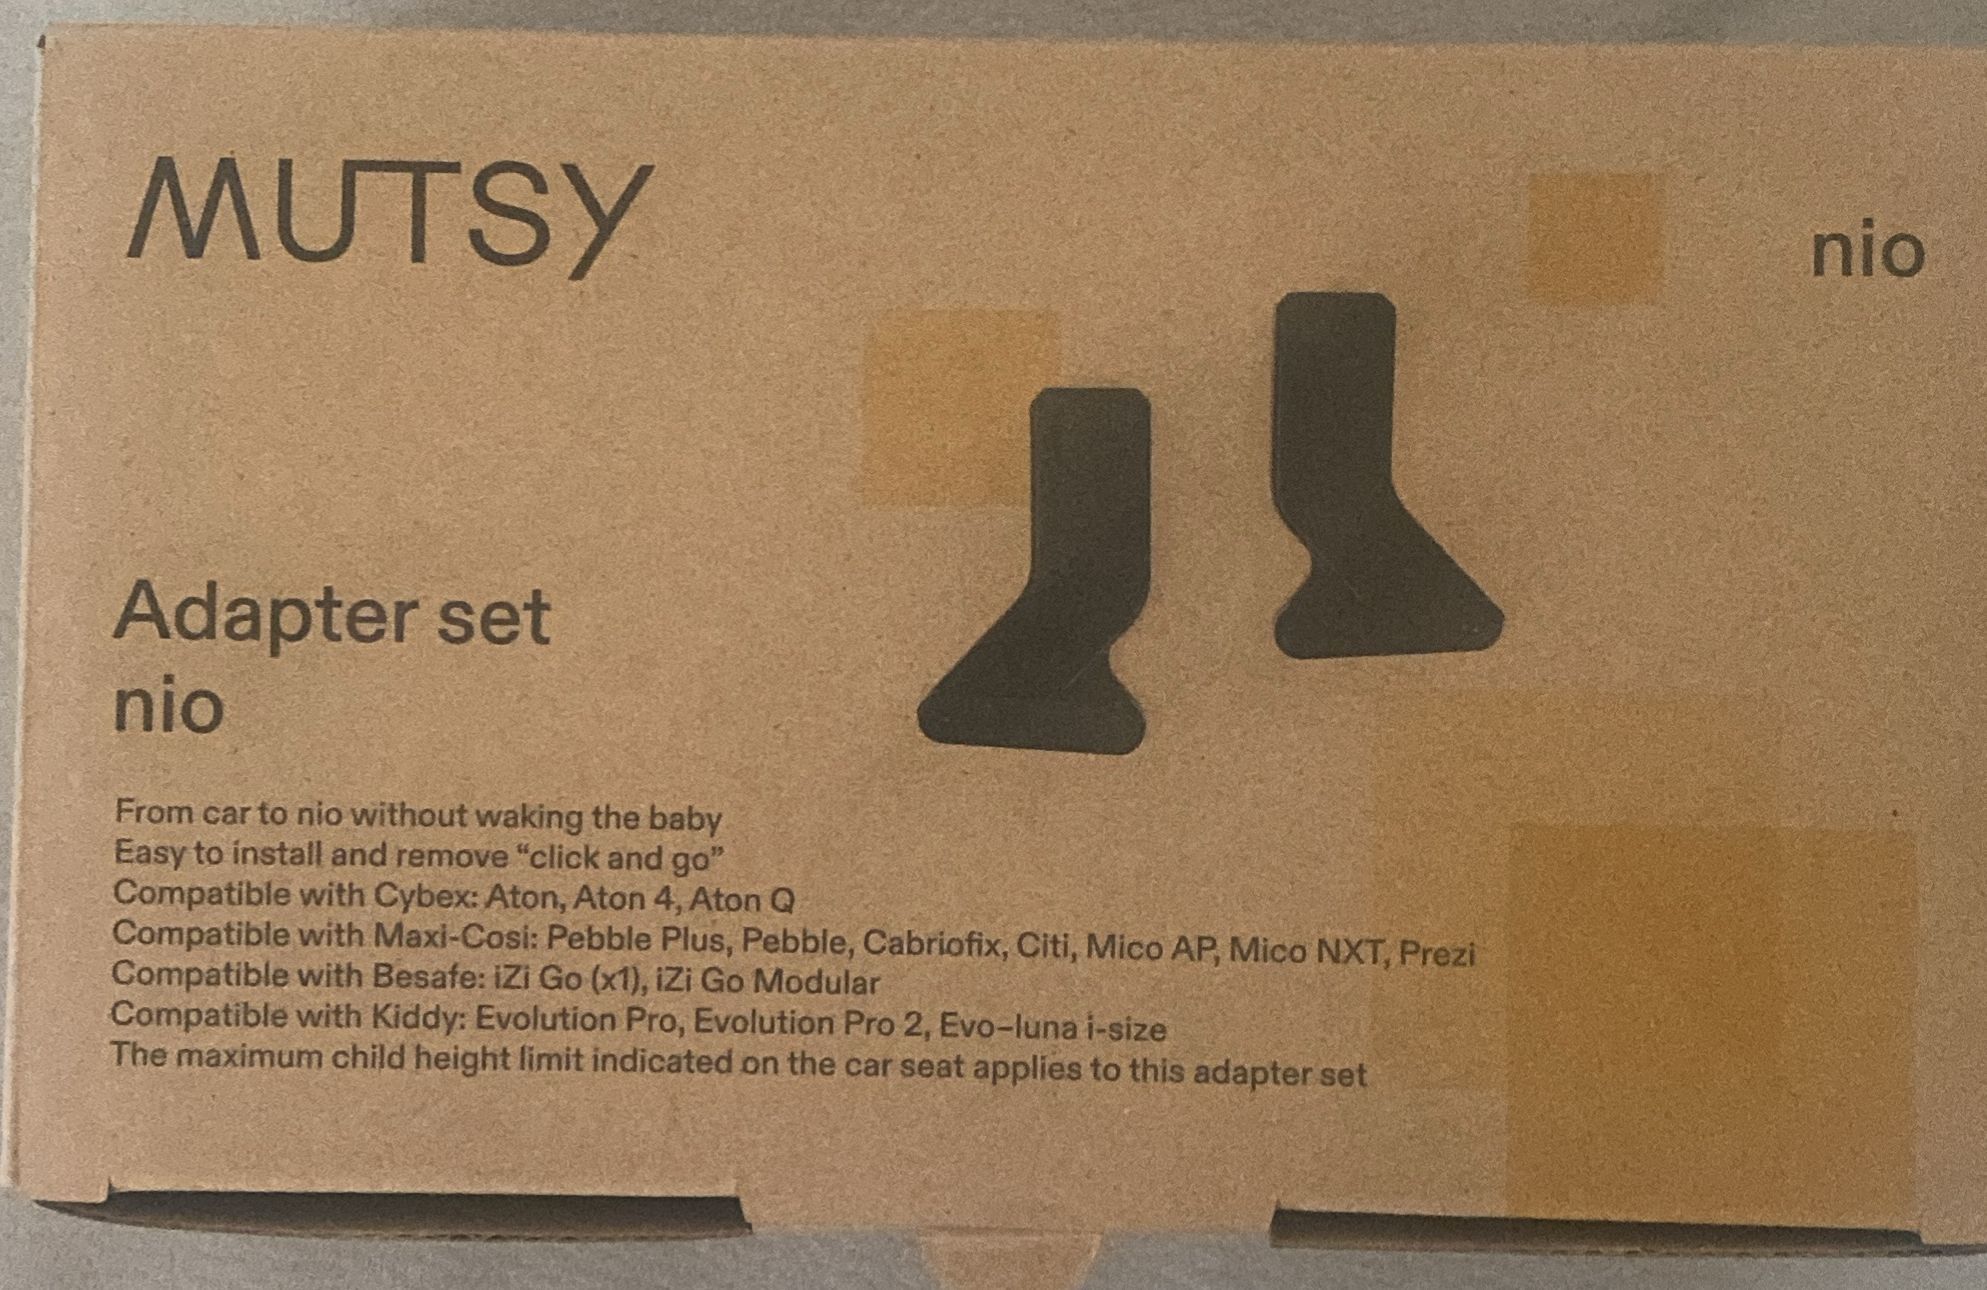 MUTSY
nio
Adapter set
nio
From car to nio without waking the baby
Easy to install and remove “click and go”
Compatible with Cybex: Aton, Aton 4, Aton Q
Compatible with Maxi-Cosi: Pebble Plus, Pebble, Cabriofix, Citi, Mico AP, Mico NXT, Prezi
Compatible with Besafe: iZi Go (x1), iZi Go Modular
Compatible with Kiddy: Evolution Pro, Evolution Pro 2, Evo-luna i-size
The maximum child height limit indicated on the car seat applies to this adapter set